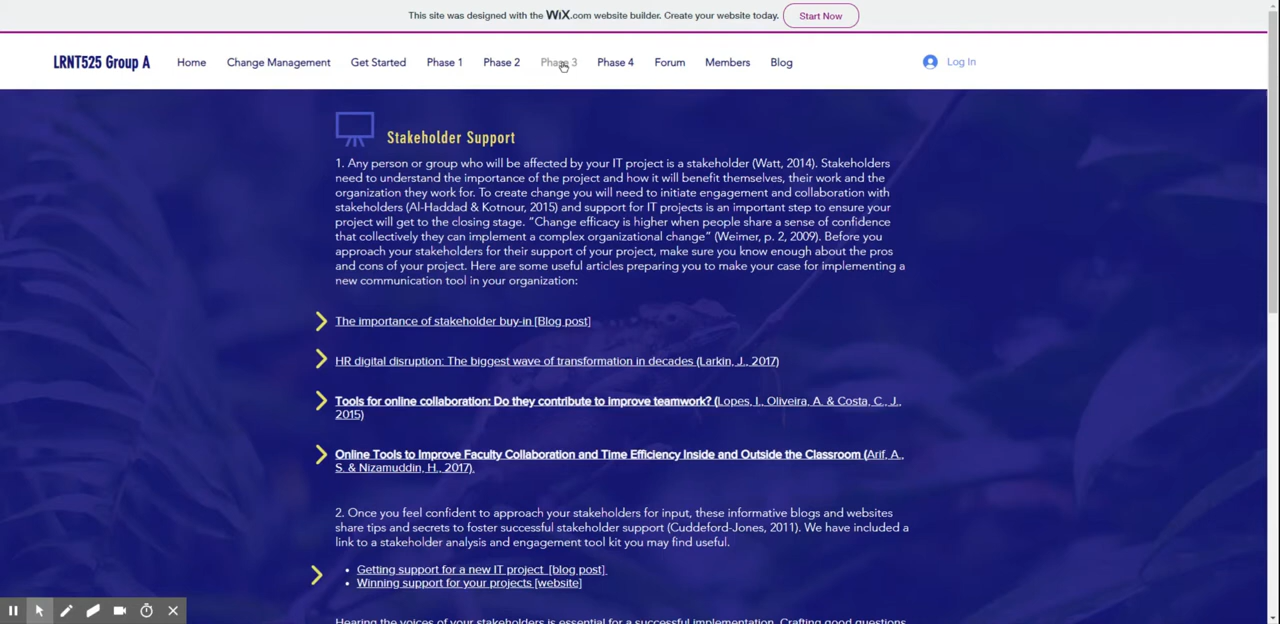 This site was designed with the WiX.com website builder. Create your website today. Start Now
LRNT525 Group A Home Change Management Get Started Phase 1 Phase 2 Phase 3 Phase 4 Forum Members Blog Log In
Stakeholder Support
1. Any person or group who will be affected by your IT project is a stakeholder (Watt, 2014). Stakeholders
need to understand the importance of the project and how it will benefit themselves, their work and the
organization they work for. To create change you will need to initiate engagement and collaboration with
stakeholders (Al-Haddad & Kotnour, 2015) and support for IT projects is an important step to ensure your
project will get to the closing stage. “Change efficacy is higher when people share a sense of confidence
that collectively they can implement a complex organizational change” (Weimer, p. 2, 2009). Before you
approach your stakeholders for their support of your project, make sure you know enough about the pros
and cons of your project. Here are some useful articles preparing you to make your case for implementing a
new communication tool in your organization:
The importance of stakeholder buy-in [Blog post]
HR digital disruption: The biggest wave of transformation in decades (Larkin, J., 2017)
Tools for online collaboration: Do they contribute to improve teamwork? (Lopes, I., Oliveira, A. & Costa, C., J.,
2015)
Online Tools to Improve Faculty Collaboration and Time Efficiency Inside and Outside the Classroom (Arif, A.,
S. & Nizamuddin, H., 2017).
2. Once you feel confident to approach your stakeholders for input, these informative blogs and websites
share tips and secrets to foster successful stakeholder support (Cuddeford-Jones, 2011). We have included a
link to a stakeholder analysis and engagement tool kit you may find useful.
• Getting support for a new IT project [blog post]
• Winning support for your projects [website]
Hearing the voices of your stakeholders is essential for a successful implementation. Crafting good questions